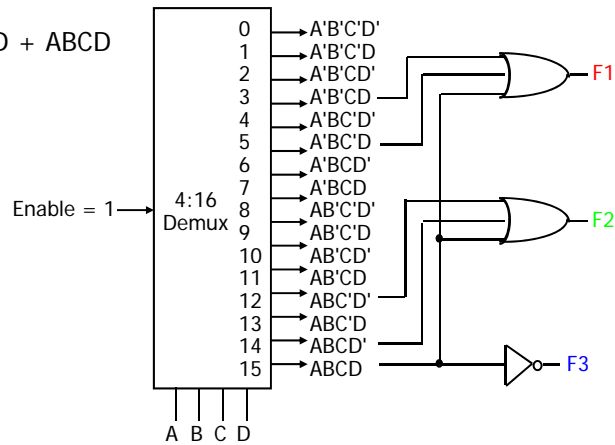 D + ABCD
0 A'B'C'D'
1 A'B'C'D
2 A'B'CD'
3 A'B'CD
4 A'BC'D'
5 A'BC'D
6 A'BCD'
7 A'BCD
8 AB'C'D'
9 AB'C'D
10 AB'CD'
11 AB'CD
12 ABC'D'
13 ABC'D
14 ABCD'
15 ABCD
4:16
Demux
Enable = 1
A B C D
F1
F2
F3